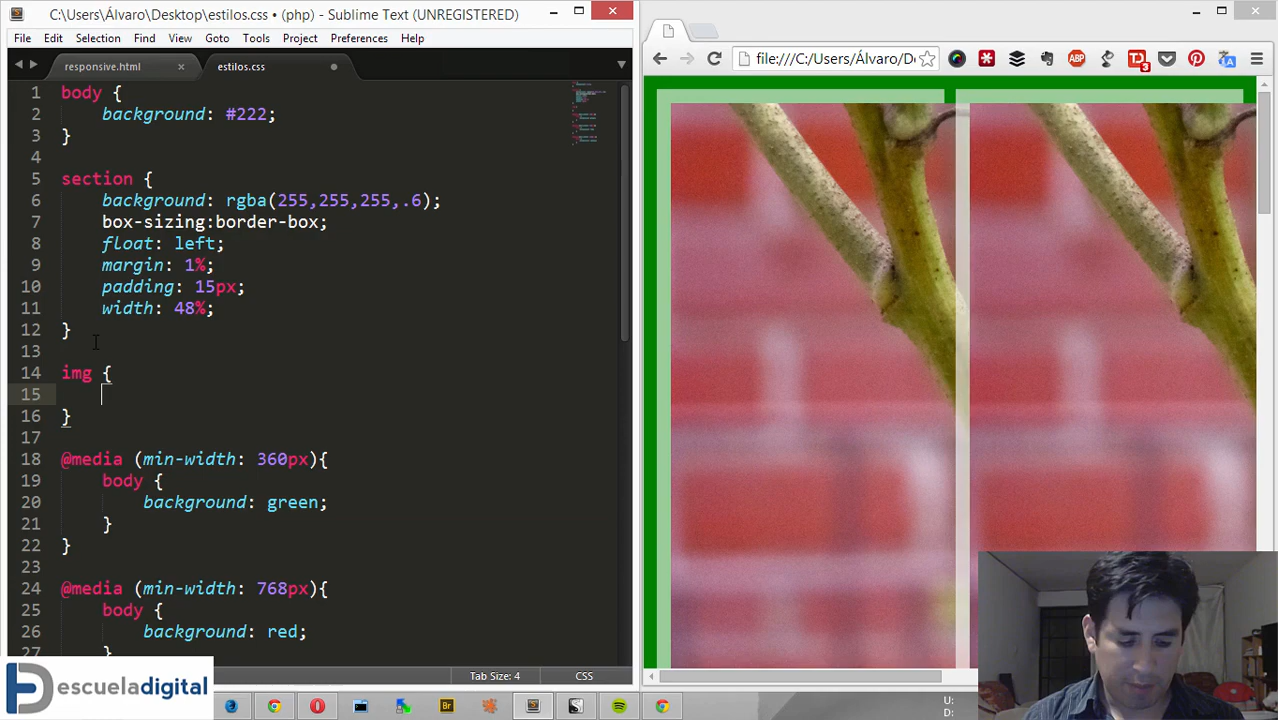 C:\Users\Álvaro\Desktop\estilos.css • (php) - Sublime Text (UNREGISTERED)
File Edit Selection Find View Goto Tools Project Preferences Help
responsive.html × estilos.css
file:///C:/Users/Álvaro/De
ABP
3
1 body {
2 background: #222;
3 }
4
5 section {
6 background: rgba(255,255,255,.6);
7 box-sizing:border-box;
8 float: left;
9 margin: 1%;
10 padding: 15px;
11 width: 48%;
12 }
13
14 img {
15
16 }
17
18 @media (min-width: 360px){
19 body {
20 background: green;
21 }
22 }
23
24 @media (min-width: 768px){
25 body {
26 background: red;
27 }
Tab Size: 4 CSS
escueladigital
Br
U:
D: